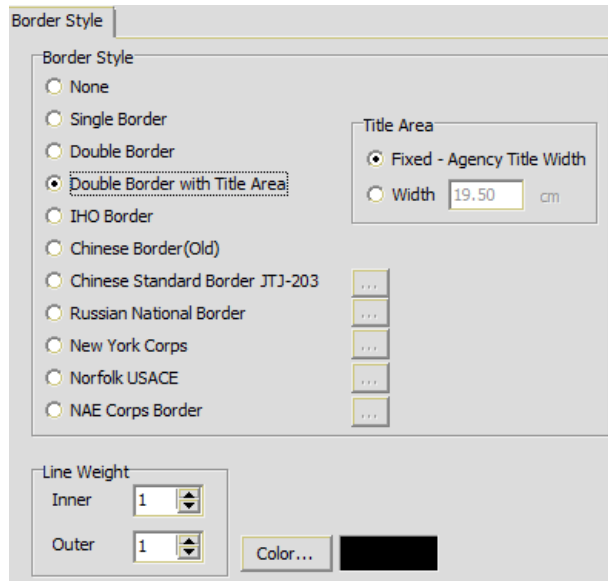 Border Style
Border Style
None
Single Border
Double Border
Double Border with Title Area
IHO Border
Chinese Border(Old)
Chinese Standard Border JTJ-203
...
Russian National Border
...
New York Corps
...
Norfolk USACE
...
NAE Corps Border
...
Title Area
Fixed - Agency Title Width
Width 19.50 cm
Line Weight
Inner 1
Outer 1
Color...